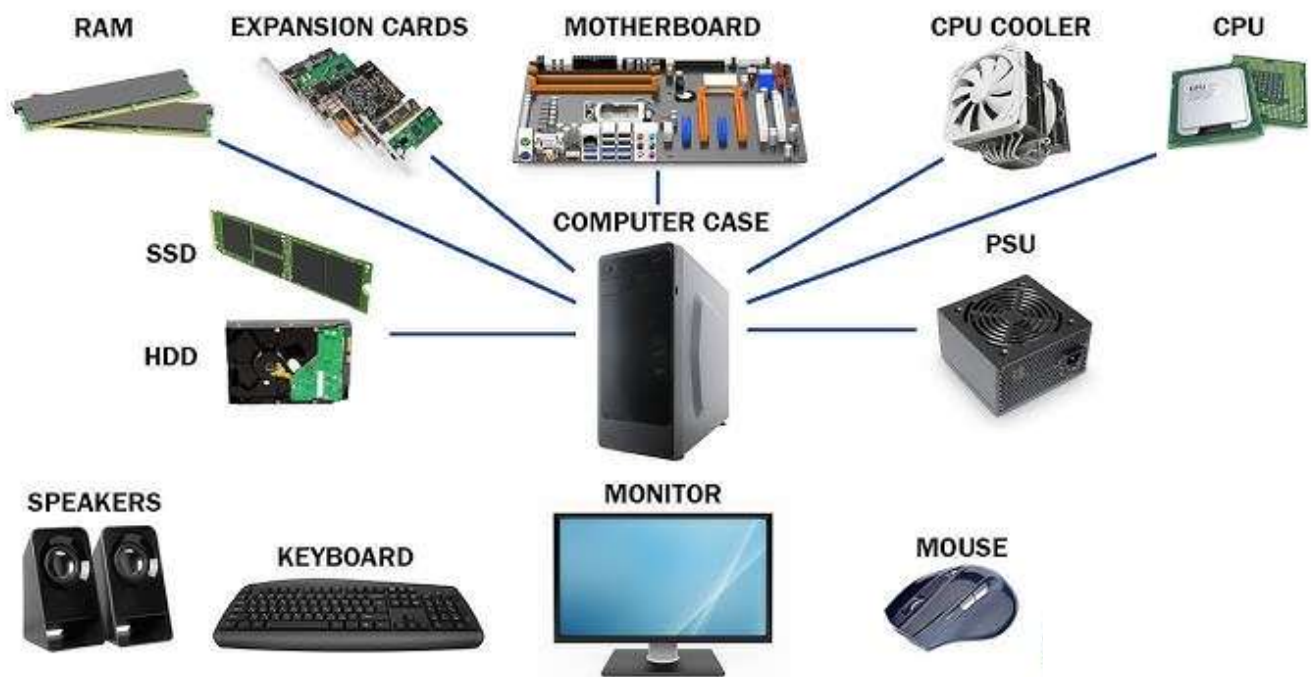 RAM
EXPANSION CARDS
MOTHERBOARD
CPU COOLER
CPU
COMPUTER CASE
SSD
PSU
HDD
SPEAKERS
MONITOR
KEYBOARD
MOUSE